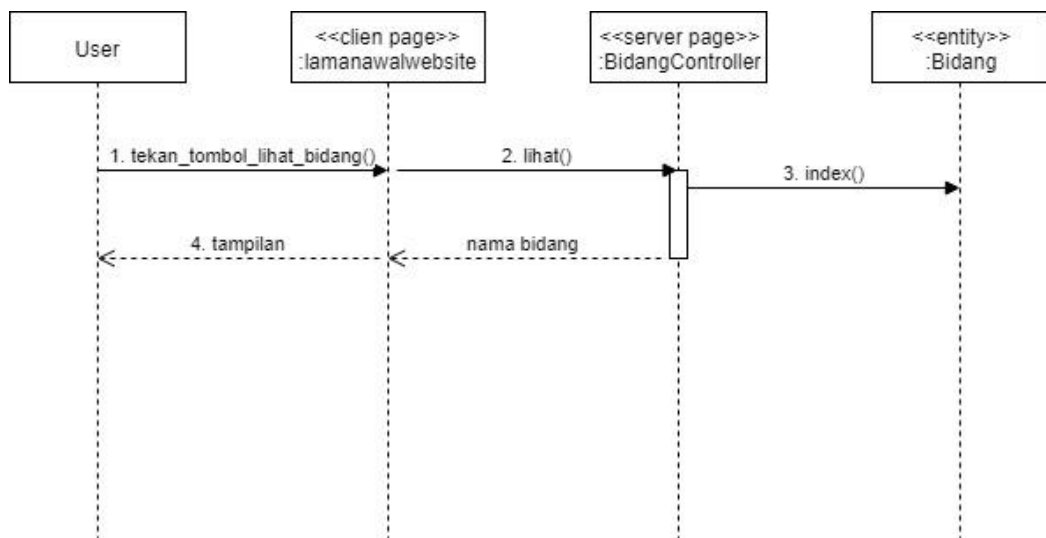 User
<<clien page>>
:lamanawalwebsite
<<server page>>
:BidangController
<<entity>>
:Bidang
1. tekan_tombol_lihat_bidang()
2. lihat()
3. index()
4. tampilan
nama bidang